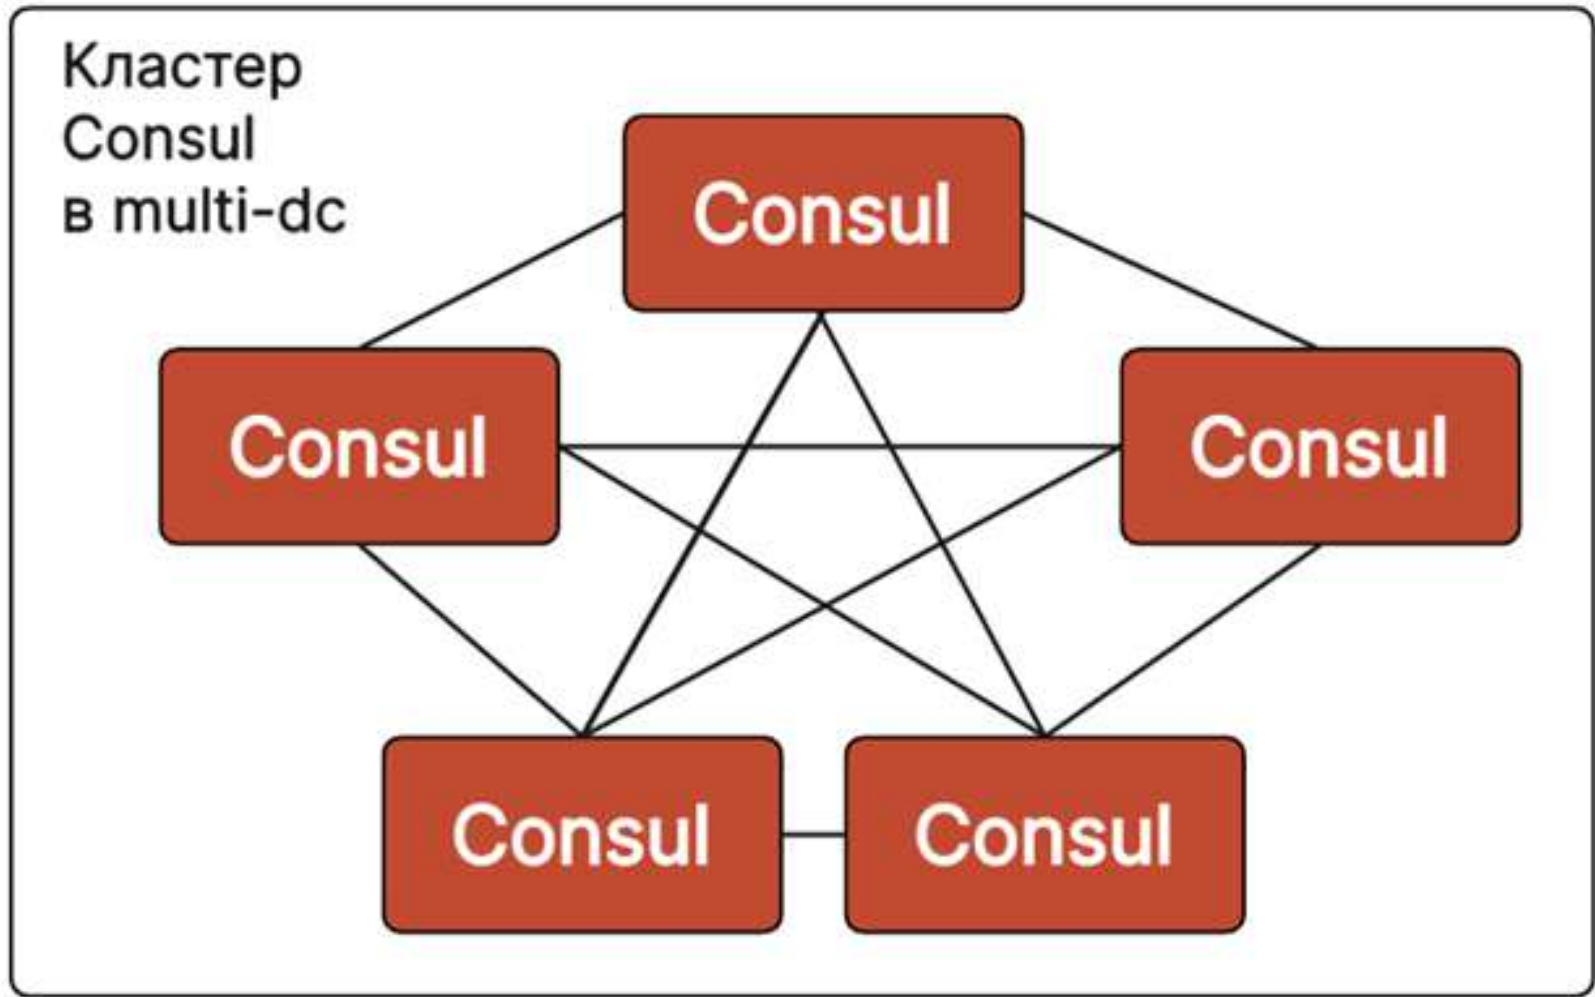 Кластер
Consul
в multi-dc
Consul
Consul
Consul
Consul
Consul